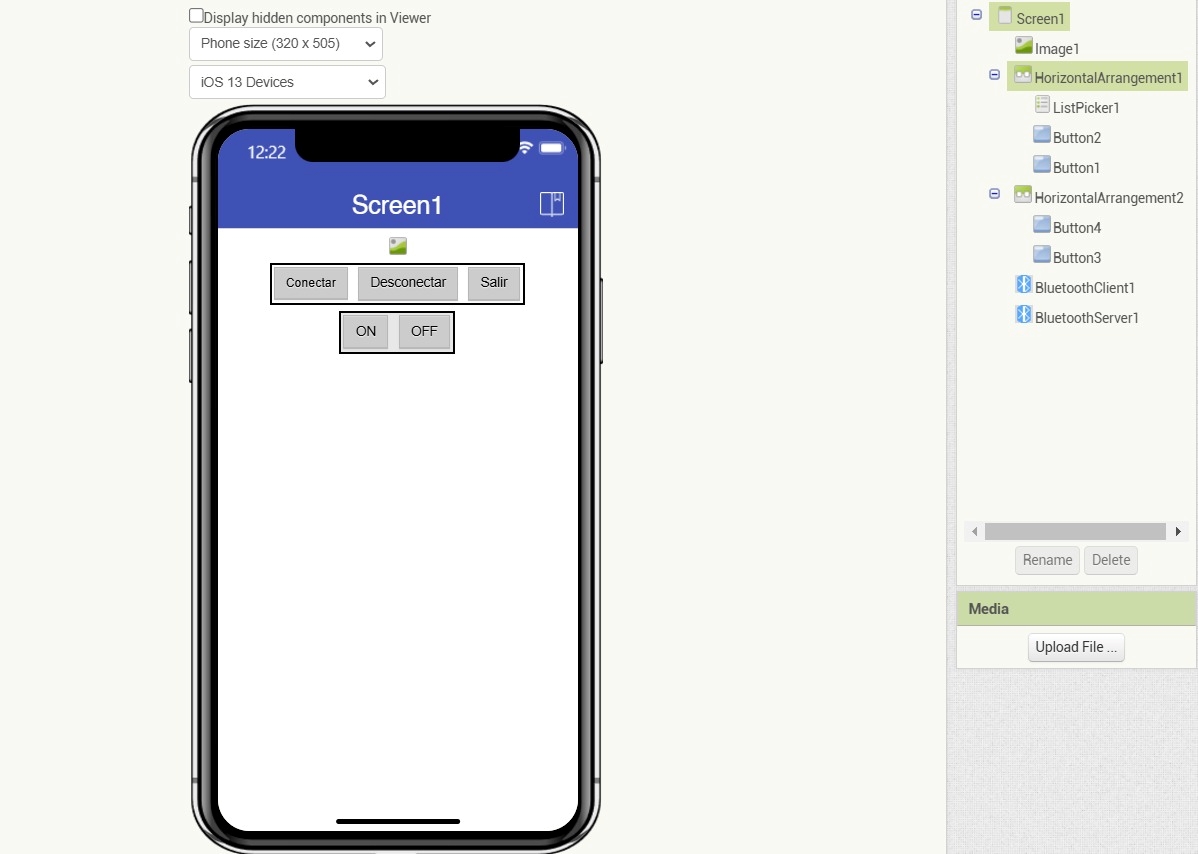 Display hidden components in Viewer
Phone size (320 x 505)
iOS 13 Devices
12:22
Screen1
Conectar
Desconectar
Salir
ON
OFF
Screen1
Image1
HorizontalArrangement1
ListPicker1
Button2
Button1
HorizontalArrangement2
Button4
Button3
BluetoothClient1
BluetoothServer1
Rename
Delete
Media
Upload File ...